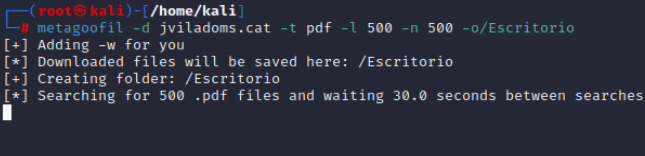 ┌──(root㉿kali)-[/home/kali]
└─# metagoofil -d jviladoms.cat -t pdf -l 500 -n 500 -o/Escritorio
[+] Adding -w for you
[*] Downloaded files will be saved here: /Escritorio
[+] Creating folder: /Escritorio
[*] Searching for 500 .pdf files and waiting 30.0 seconds between searches